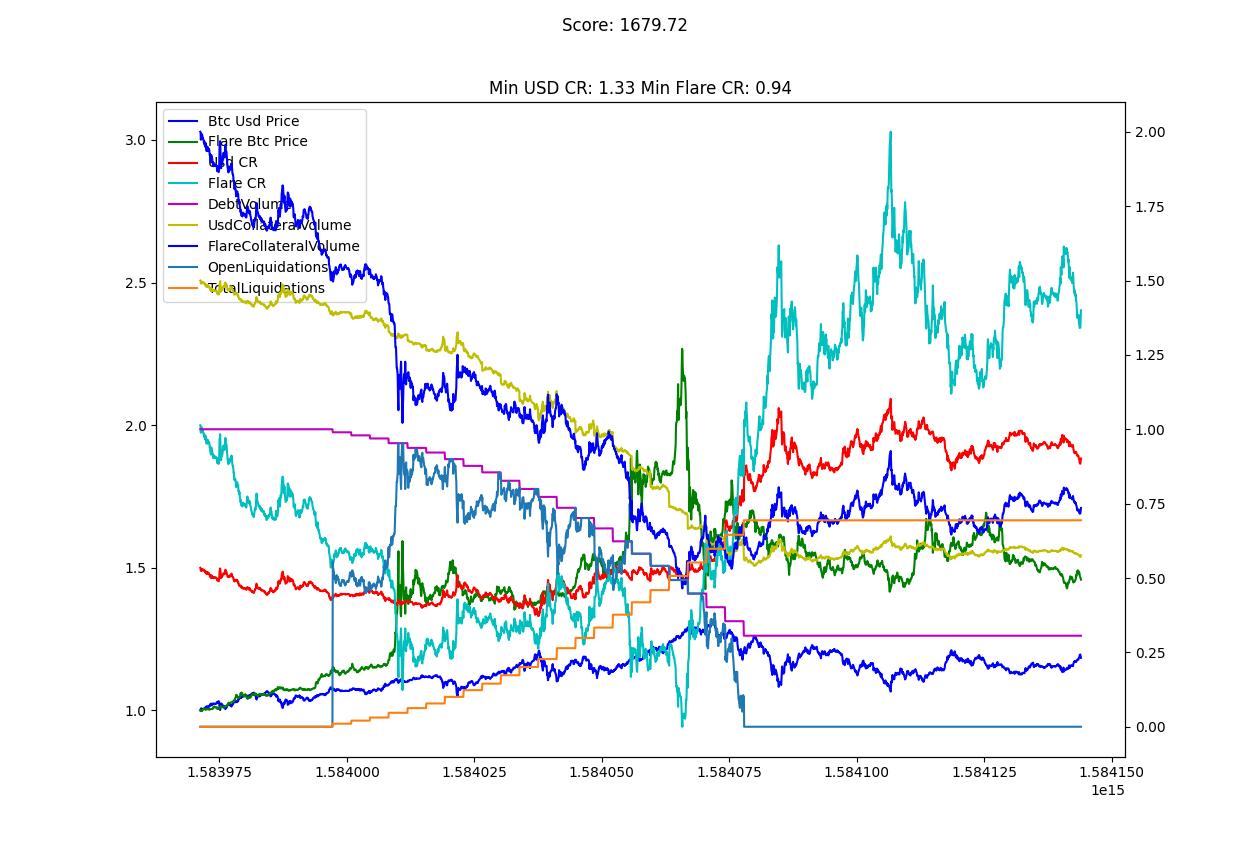 Score: 1679.72
Min USD CR: 1.33 Min Flare CR: 0.94
Btc Usd Price
Flare Btc Price
Usd CR
Flare CR
DebtVolume
UsdCollateralVolume
FlareCollateralVolume
OpenLiquidations
TotalLiquidations
3.0
2.5
2.0
1.5
1.0
2.00
1.75
1.50
1.25
1.00
0.75
0.50
0.25
0.00
1.583975 1.584000 1.584025 1.584050 1.584075 1.584100 1.584125 1.584150
1e15